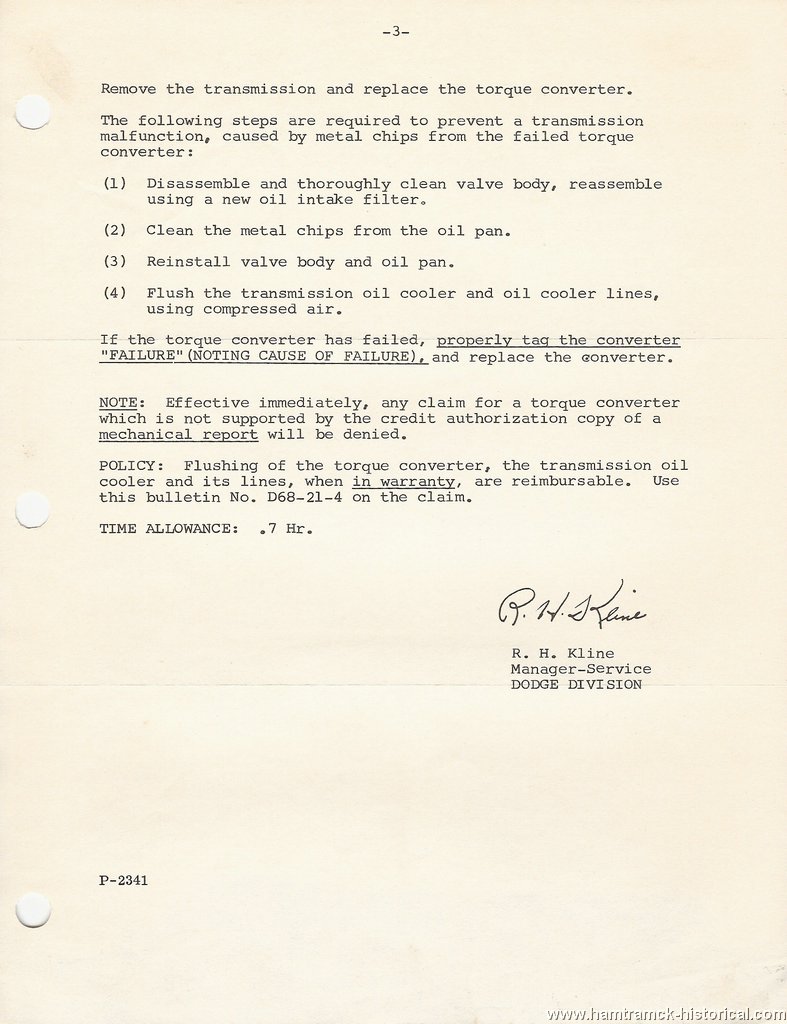 -3-
Remove the transmission and replace the torque converter.
The following steps are required to prevent a transmission
malfunction, caused by metal chips from the failed torque
converter:
(1) Disassemble and thoroughly clean valve body, reassemble
using a new oil intake filter.
(2) Clean the metal chips from the oil pan.
(3) Reinstall valve body and oil pan.
(4) Flush the transmission oil cooler and oil cooler lines,
using compressed air.
If the torque converter has failed, properly tag the converter
"FAILURE" (NOTING CAUSE OF FAILURE), and replace the converter.
NOTE: Effective immediately, any claim for a torque converter
which is not supported by the credit authorization copy of a
mechanical report will be denied.
POLICY: Flushing of the torque converter, the transmission oil
cooler and its lines, when in warranty, are reimbursable. Use
this bulletin No. D68-21-4 on the claim.
TIME ALLOWANCE: .7 Hr.
R. H. Kline
R. H. Kline
Manager-Service
DODGE DIVISION
P-2341
www.hamtramck-historical.com